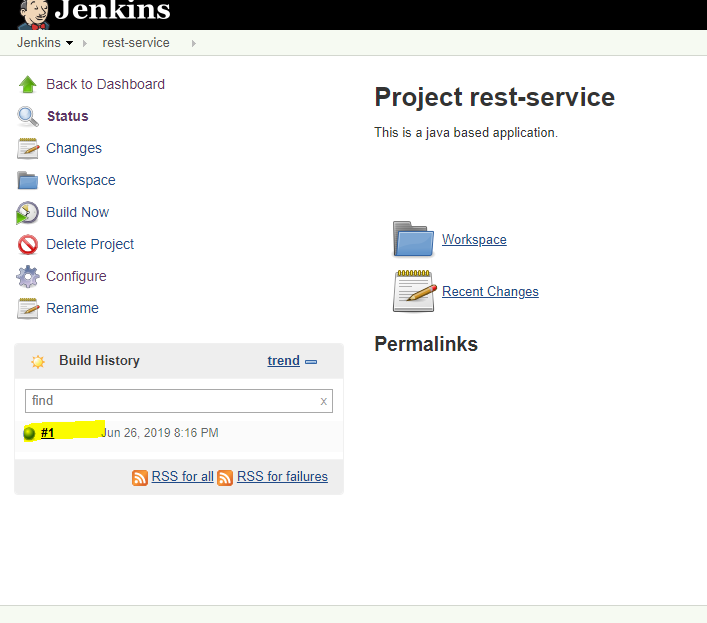 Jenkins
Jenkins rest-service
Back to Dashboard
Status
Changes
Workspace
Build Now
Delete Project
Configure
Rename
Build History trend
find x
#1 Jun 26, 2019 8:16 PM
RSS for all RSS for failures
Project rest-service
This is a java based application.
Workspace
Recent Changes
Permalinks